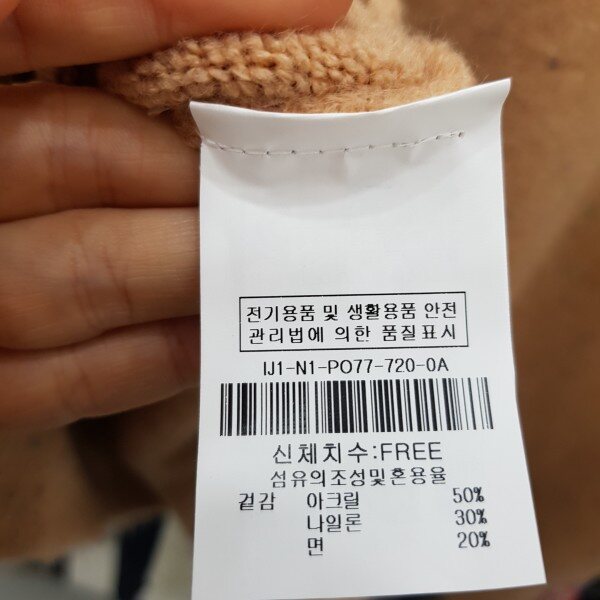 전기용품 및 생활용품 안전
관리법에 의한 품질표시
IJ1-N1-PO77-720-0A
신체치수:FREE
섬유의조성및혼용율
겉감 아크릴 50%
나일론 30%
면 20%